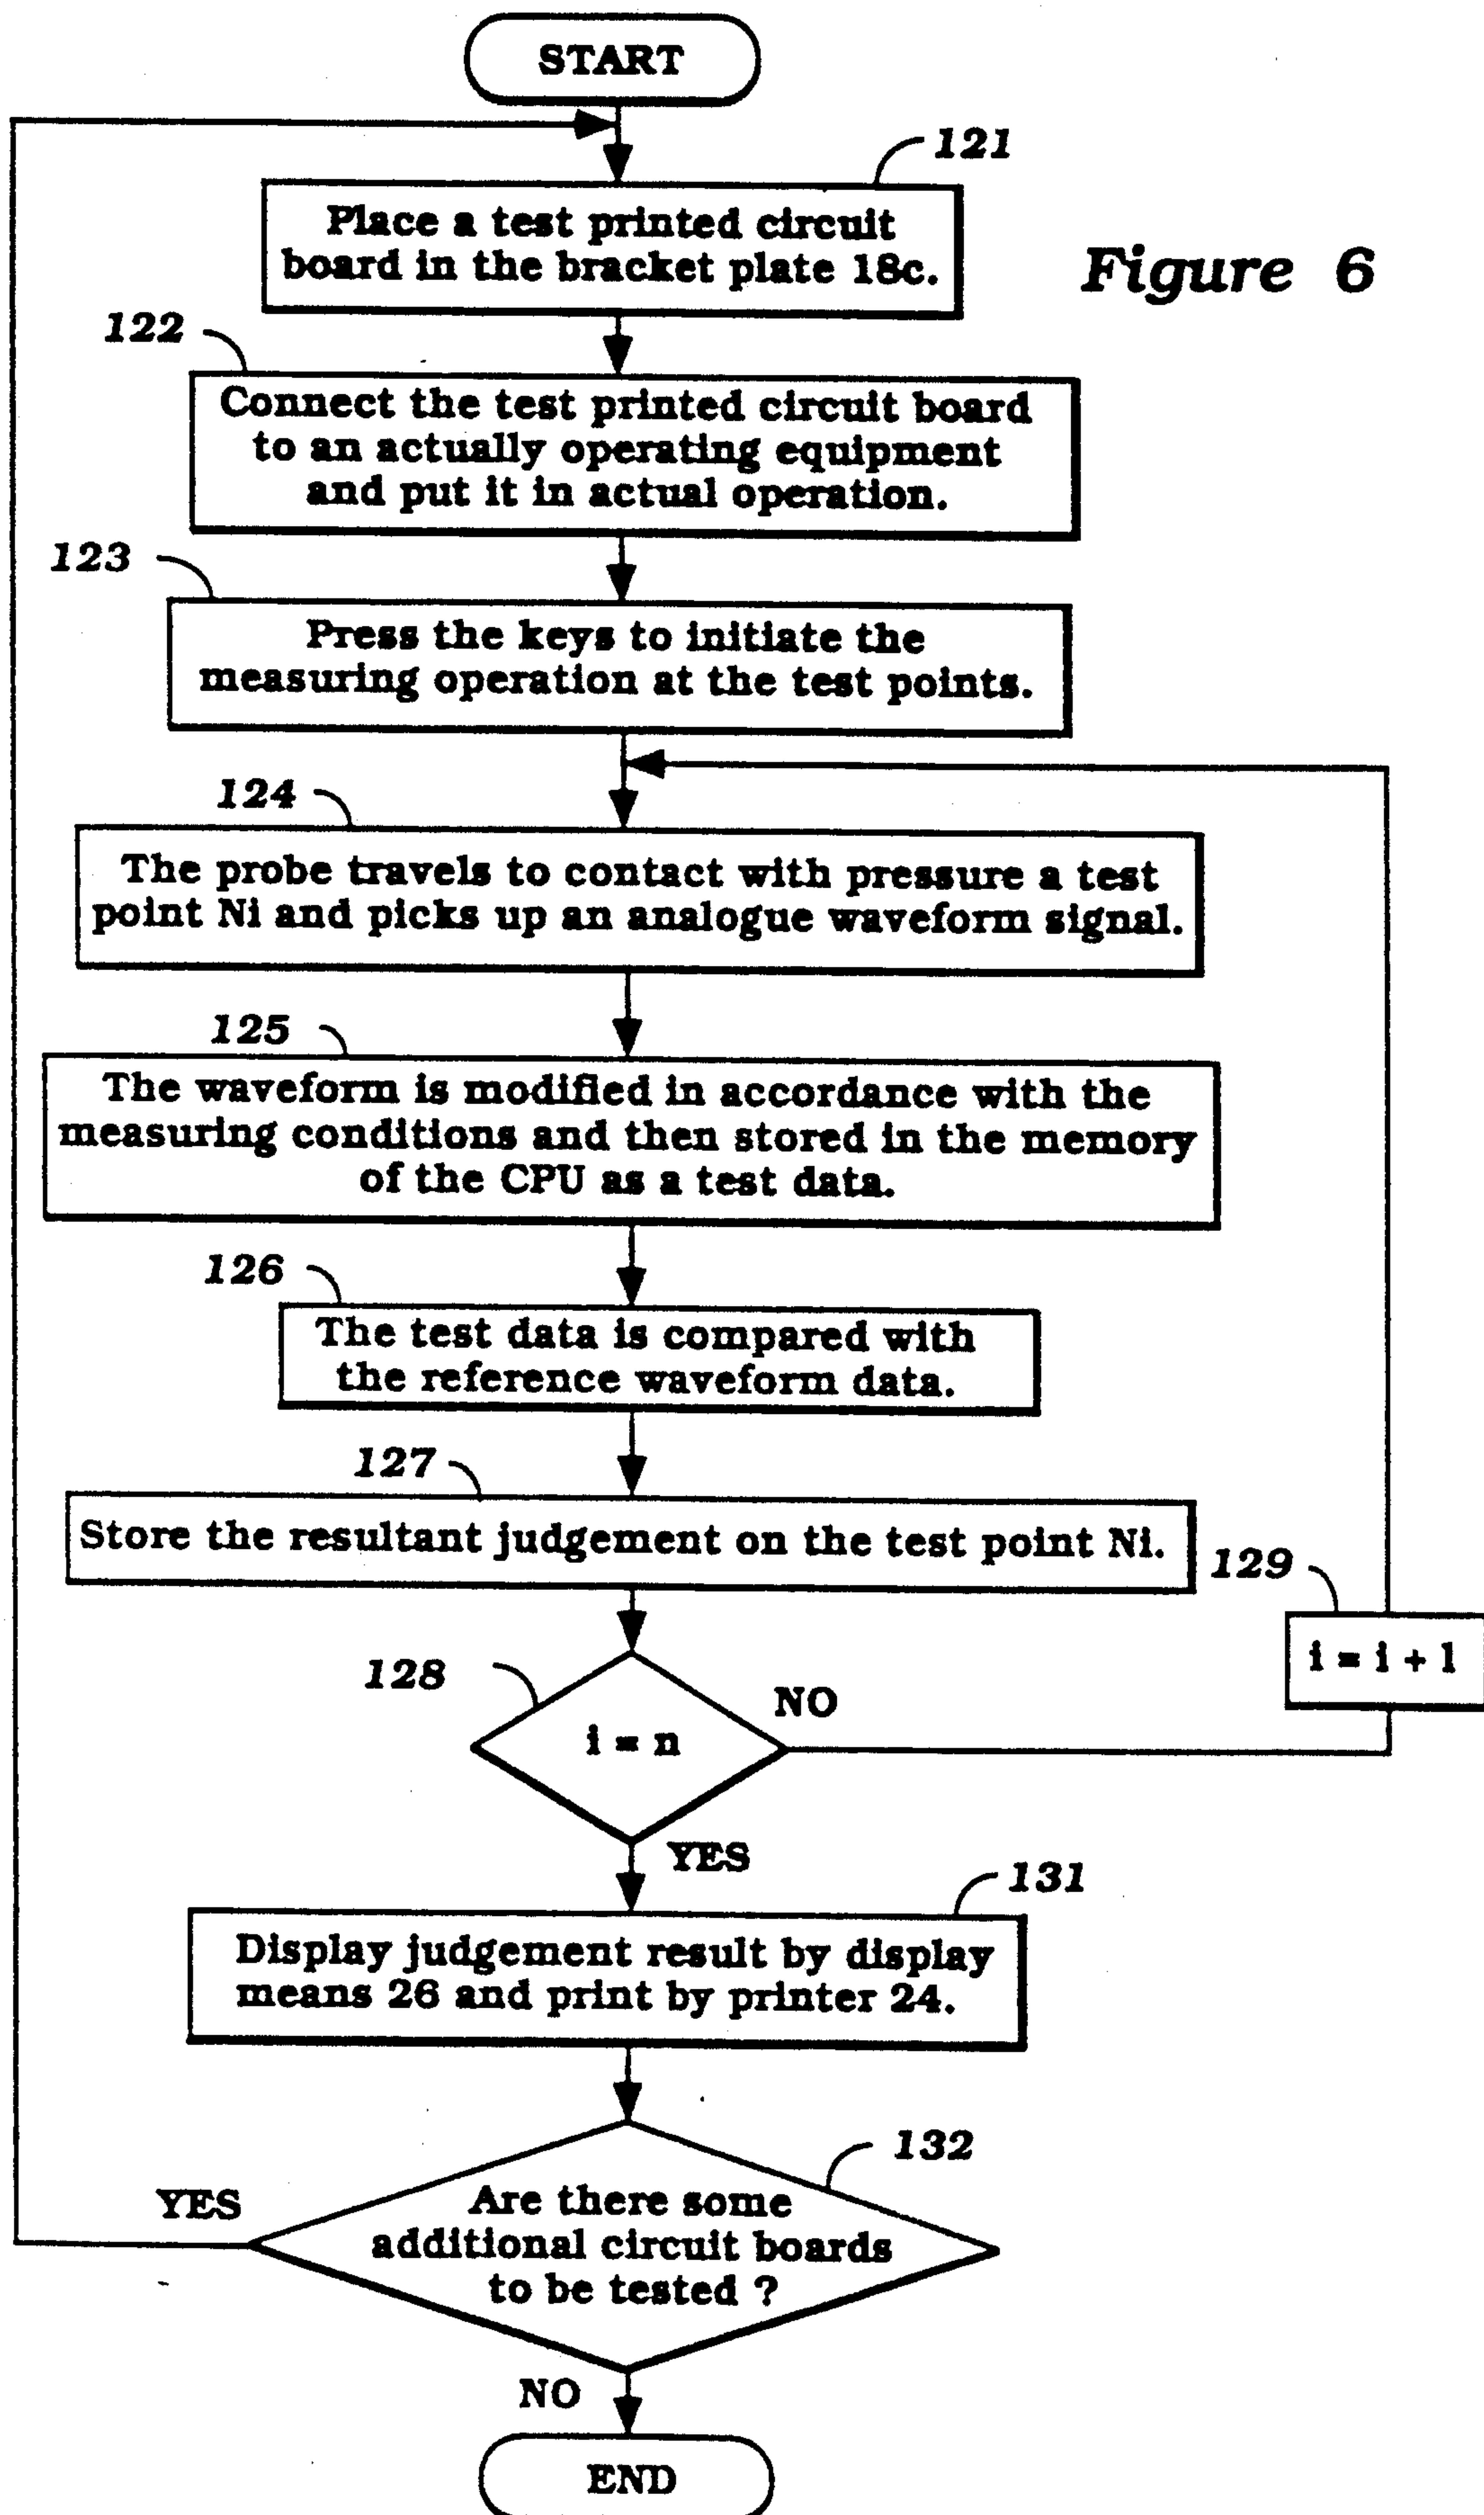 START
121
Place a test printed circuit
board in the bracket plate 18c.
Figure 6
122
Connect the test printed circuit board
to an actually operating equipment
and put it in actual operation.
123
Press the keys to initiate the
measuring operation at the test points.
124
The probe travels to contact with pressure a test
point Ni and picks up an analogue waveform signal.
125
The waveform is modified in accordance with the
measuring conditions and then stored in the memory
of the CPU as a test data.
126
The test data is compared with
the reference waveform data.
127
Store the resultant judgement on the test point Ni.
129
i = i + 1
128
i = n
NO
YES
131
Display judgement result by display
means 26 and print by printer 24.
132
YES
Are there some
additional circuit boards
to be tested ?
NO
END